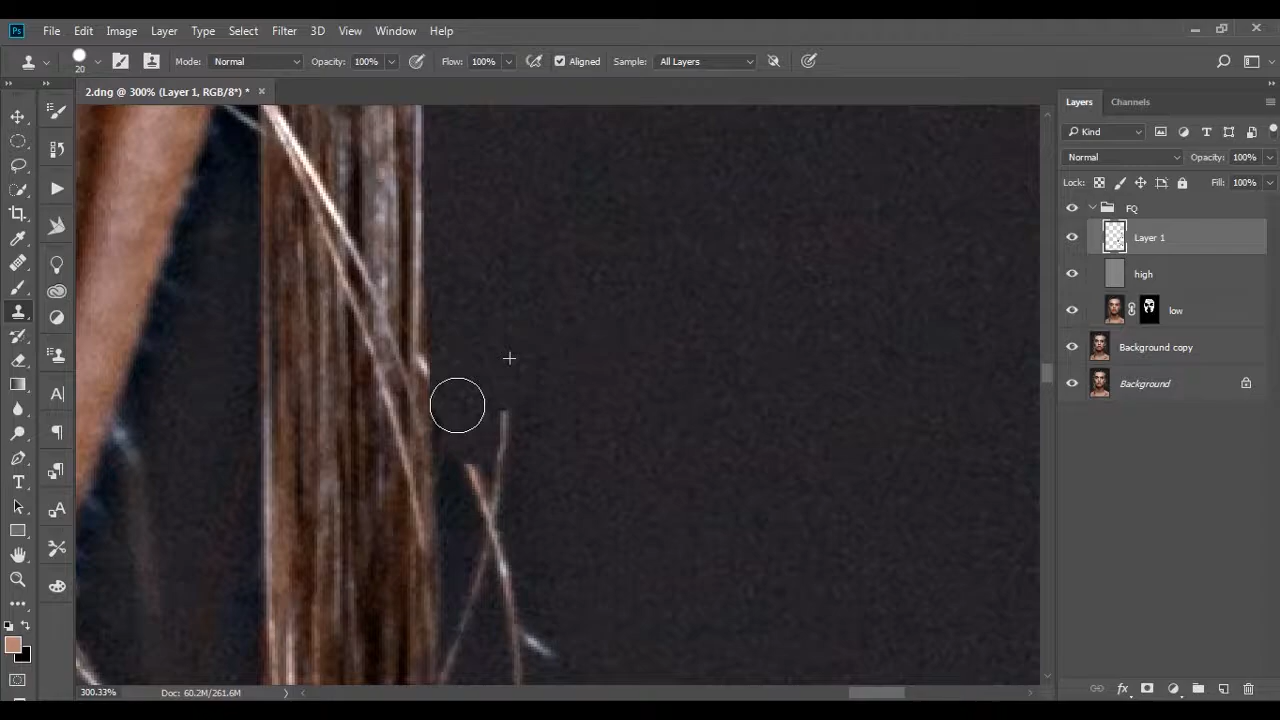 Ps File Edit Image Layer Type Select Filter 3D View Window Help
20 Mode: Normal Opacity: 100% Flow: 100% Aligned Sample: All Layers
2.dng @ 300% (Layer 1, RGB/8*) * ×
Layers Channels
Kind
Normal Opacity: 100%
Lock: Fill: 100%
FQ
Layer 1
high
low
Background copy
Background
300.33% Doc: 60.2M/261.6M